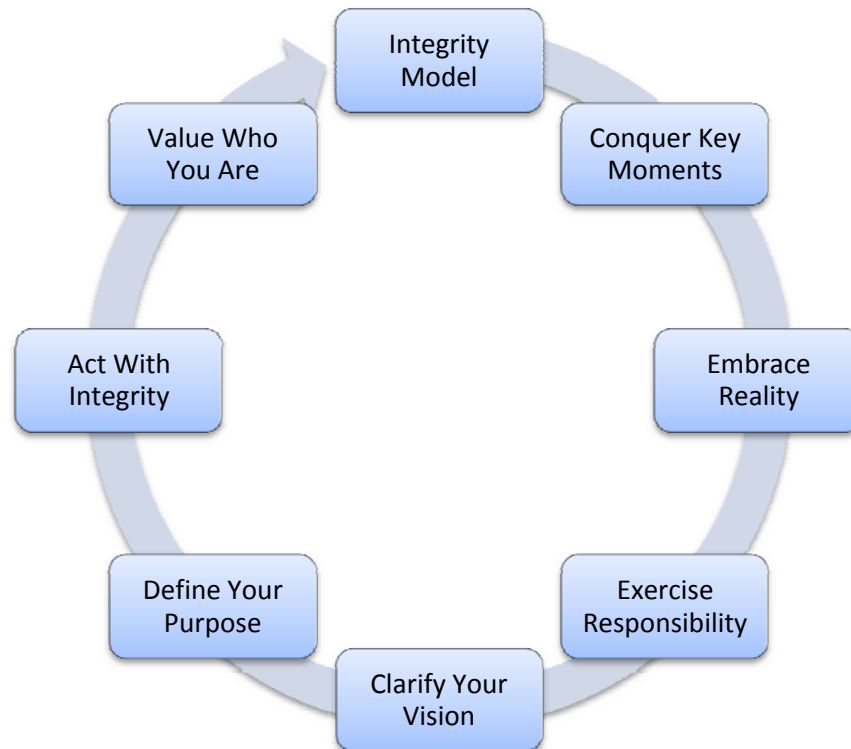 Integrity
Model
Conquer Key
Moments
Embrace
Reality
Exercise
Responsibility
Clarify Your
Vision
Define Your
Purpose
Act With
Integrity
Value Who
You Are